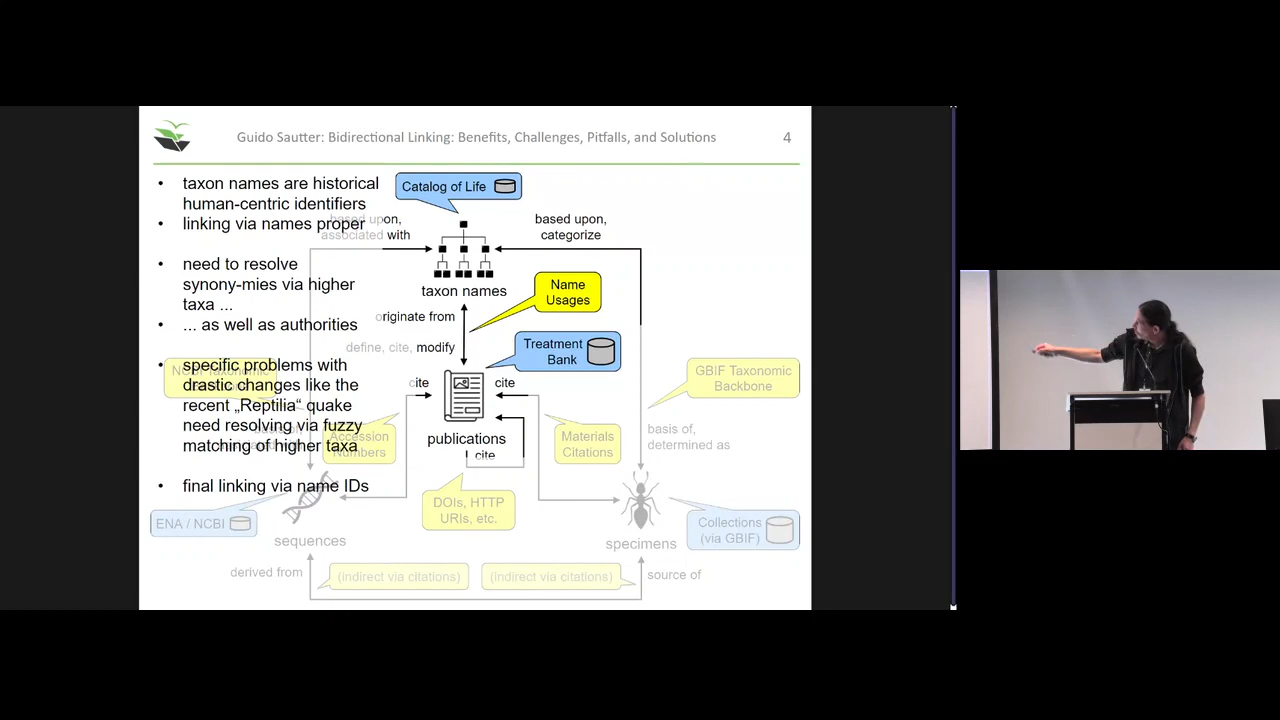 Guido Sautter: Bidirectional Linking: Benefits, Challenges, Pitfalls, and Solutions
4
• taxon names are historical
human-centric identifiers
• linking via names proper
• need to resolve
synony-mies via higher
taxa ...
• ... as well as authorities
• specific problems with
drastic changes like the
recent „Reptilia“ quake
need resolving via fuzzy
matching of higher taxa
• final linking via name IDs
Catalog of Life
based upon,
associated with
based upon,
categorize
taxon names
Name
Usages
originate from
define, cite, modify
Treatment
Bank
GBIF Taxonomic
Backbone
cite
cite
Accession
Numbers
publications
cite
Materials
Citations
basis of,
determined as
DOIs, HTTP
URIs, etc.
ENA / NCBI
Collections
(via GBIF)
sequences
specimens
derived from
(indirect via citations)
(indirect via citations)
source of